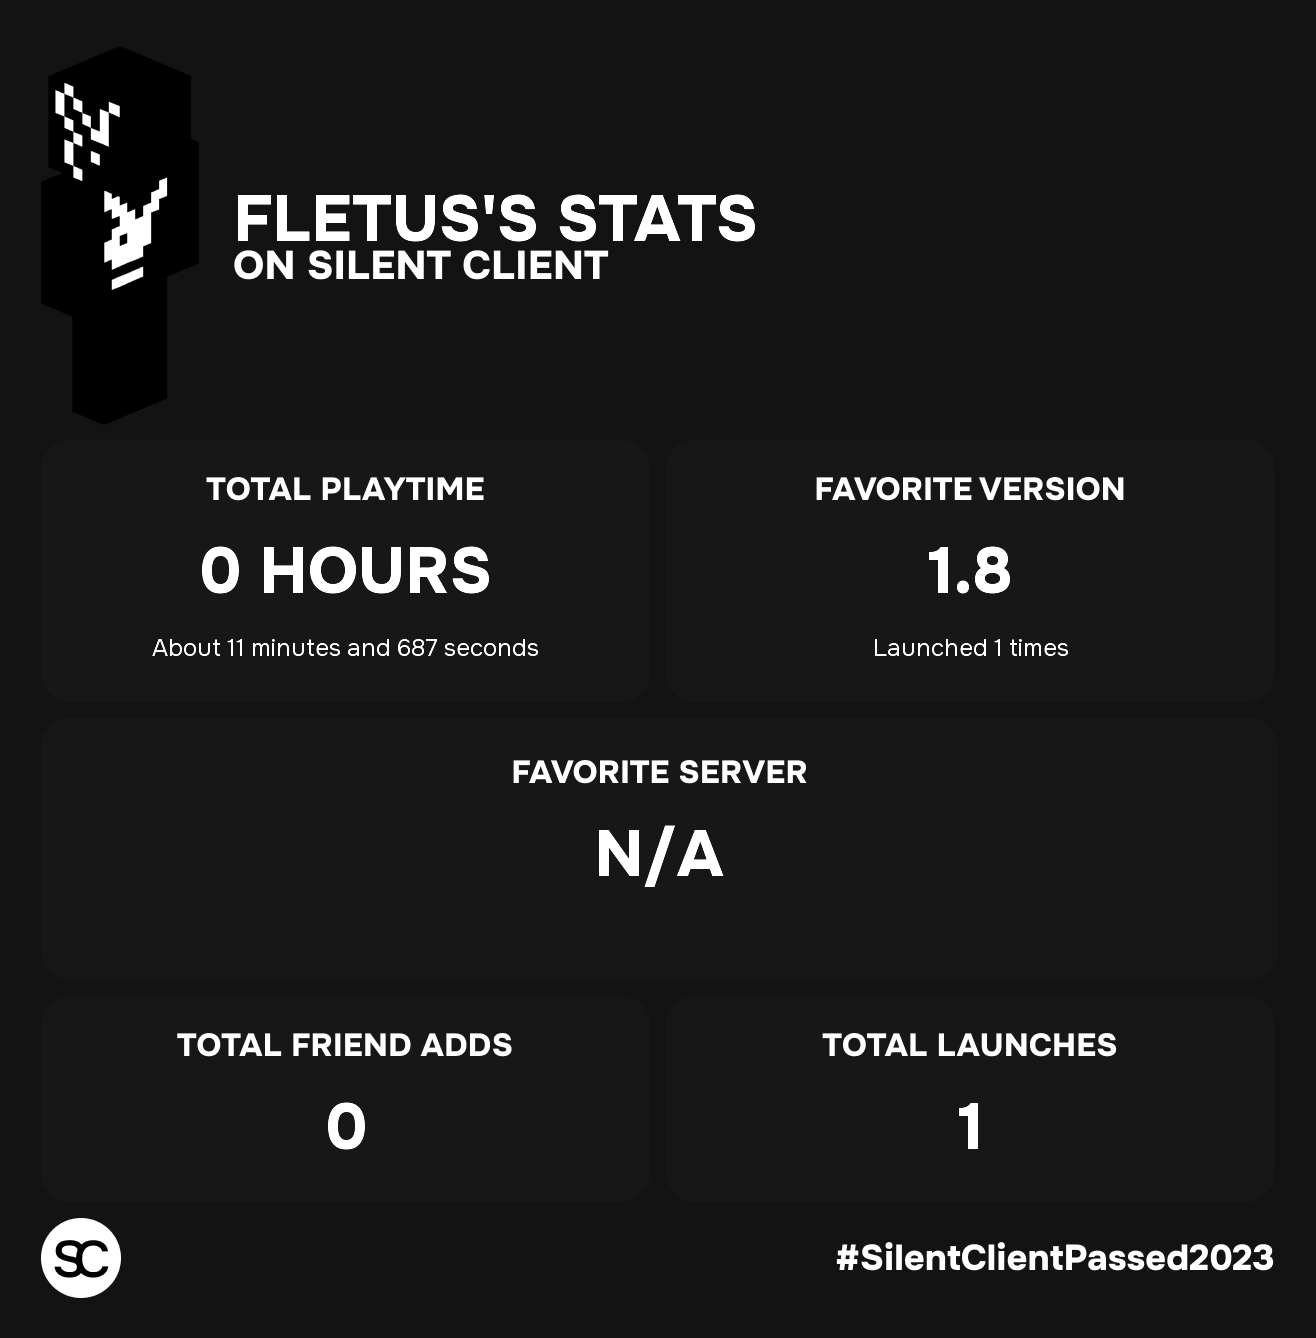 FLETUS'S STATS
ON SILENT CLIENT
TOTAL PLAYTIME
0 HOURS
About 11 minutes and 687 seconds
FAVORITE VERSION
1.8
Launched 1 times
FAVORITE SERVER
N/A
TOTAL FRIEND ADDS
0
TOTAL LAUNCHES
1
SC
#SilentClientPassed2023